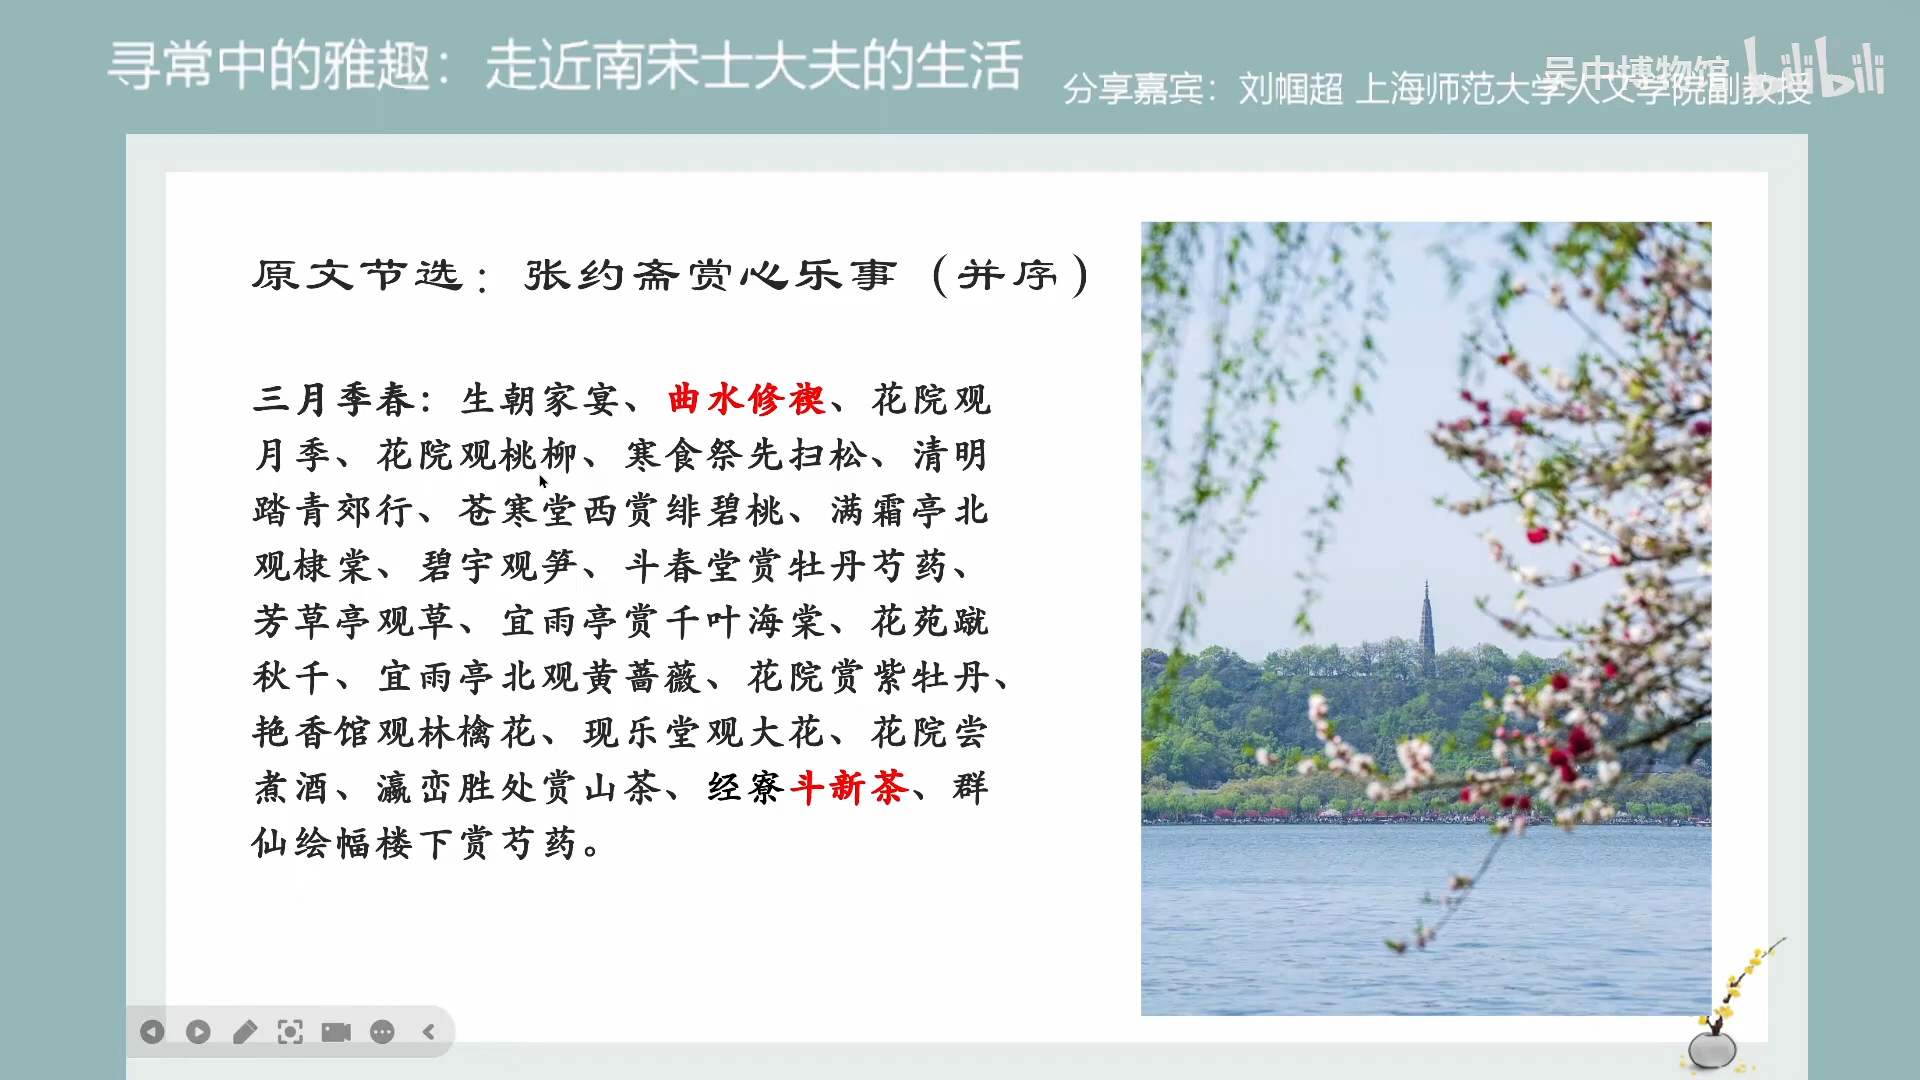 寻常中的雅趣：走近南宋士大夫的生活
分享嘉宾：刘帼超 上海师范大学人文学院副教授
吴中博物馆 bilibili
原文节选：张约斋赏心乐事（并序）
三月季春：生朝家宴、曲水修禊、花院观
月季、花院观桃柳、寒食祭先扫松、清明
踏青郊行、苍寒堂西赏绯碧桃、满霜亭北
观棣棠、碧宇观笋、斗春堂赏牡丹芍药、
芳草亭观草、宜雨亭赏千叶海棠、花苑蹴
秋千、宜雨亭北观黄蔷薇、花院赏紫牡丹、
艳香馆观林檎花、现乐堂观大花、花院尝
煮酒、瀛峦胜处赏山茶、经寮斗新茶、群
仙绘幅楼下赏芍药。